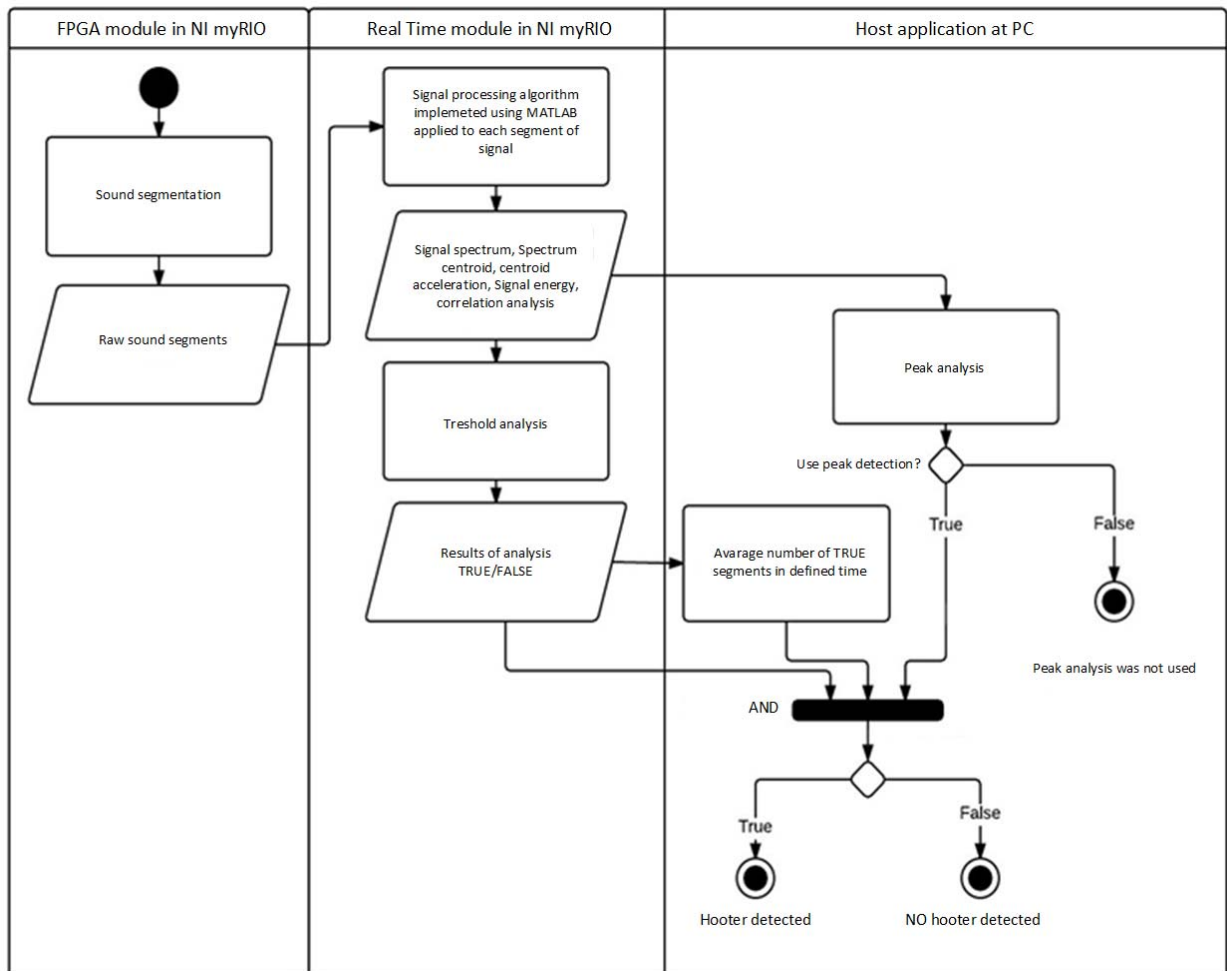 FPGA module in NI myRIO
Real Time module in NI myRIO
Host application at PC
Sound segmentation
Raw sound segments
Signal processing algorithm
implemeted using MATLAB
applied to each segment of
signal
Signal spectrum, Spectrum
centroid, centroid
acceleration, Signal energy,
correlation analysis
Treshold analysis
Results of analysis
TRUE/FALSE
Peak analysis
Use peak detection?
True
False
Avarage number of TRUE
segments in defined time
Peak analysis was not used
AND
True
False
Hooter detected
NO hooter detected